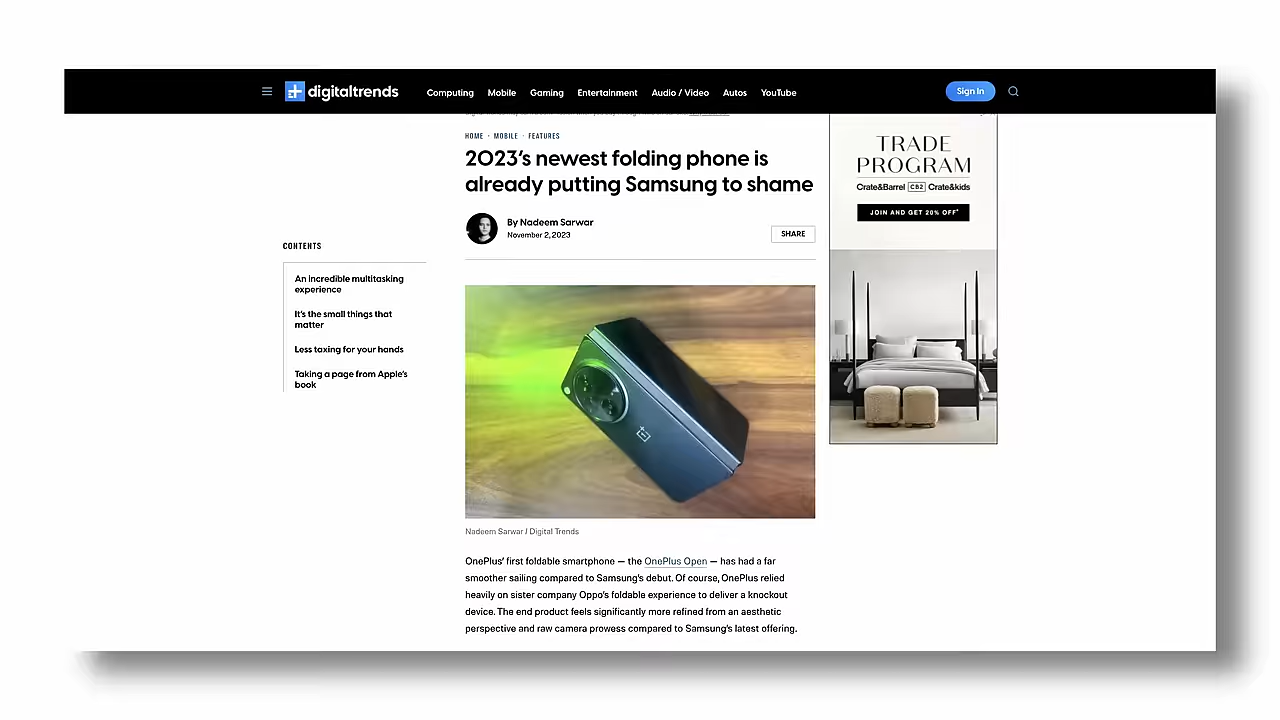 digitaltrends
Computing
Mobile
Gaming
Entertainment
Audio / Video
Autos
YouTube
Sign In
HOME · MOBILE · FEATURES
2023's newest folding phone is
already putting Samsung to shame
By Nadeem Sarwar
November 2, 2023
SHARE
CONTENTS
An incredible multitasking
experience
It's the small things that
matter
Less taxing for your hands
Taking a page from Apple's
book
Nadeem Sarwar / Digital Trends
OnePlus' first foldable smartphone — the OnePlus Open — has had a far
smoother sailing compared to Samsung's debut. Of course, OnePlus relied
heavily on sister company Oppo's foldable experience to deliver a knockout
device. The end product feels significantly more refined from an aesthetic
perspective and raw camera prowess compared to Samsung's latest offering.
TRADE
PROGRAM
Crate&Barrel CB2 Crate&kids
JOIN AND GET 20% OFF*